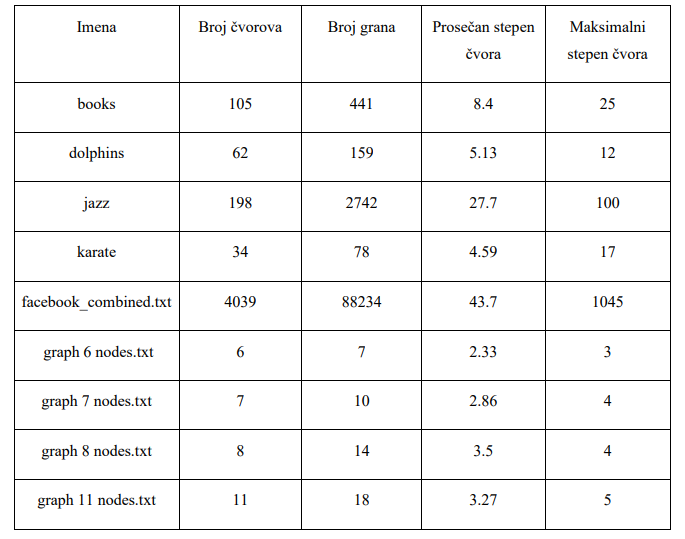 Imena Broj čvorova Broj grana Prosečan stepen čvora Maksimalni stepen čvora
books 105 441 8.4 25
dolphins 62 159 5.13 12
jazz 198 2742 27.7 100
karate 34 78 4.59 17
facebook_combined.txt 4039 88234 43.7 1045
graph 6 nodes.txt 6 7 2.33 3
graph 7 nodes.txt 7 10 2.86 4
graph 8 nodes.txt 8 14 3.5 4
graph 11 nodes.txt 11 18 3.27 5